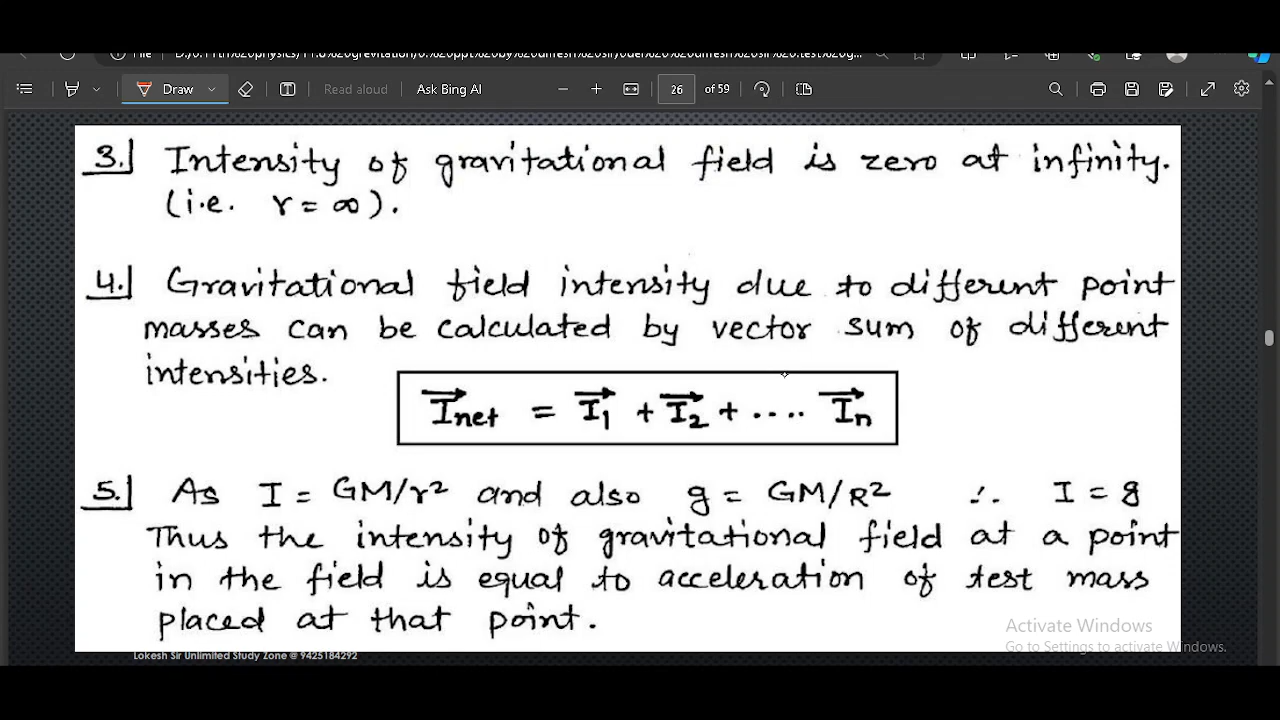 Draw
Read aloud
Ask Bing AI
26 of 59
3. Intensity of gravitational field is zero at infinity.
(i.e. r = ∞).
4. Gravitational field intensity due to different point
masses can be calculated by vector sum of different
intensities.
I⃗net = I⃗1 + I⃗2 + .... I⃗n
5. As I = GM/r² and also g = GM/R² ∴ I = g
Thus the intensity of gravitational field at a point
in the field is equal to acceleration of test mass
placed at that point.
Activate Windows
Go to Settings to activate Windows.
Lokesh Sir Unlimited Study Zone @ 9425184292